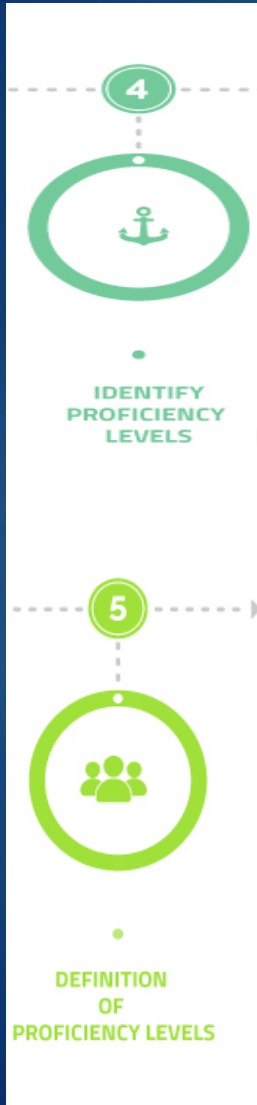 4
IDENTIFY
PROFICIENCY
LEVELS
5
DEFINITION
OF
PROFICIENCY LEVELS